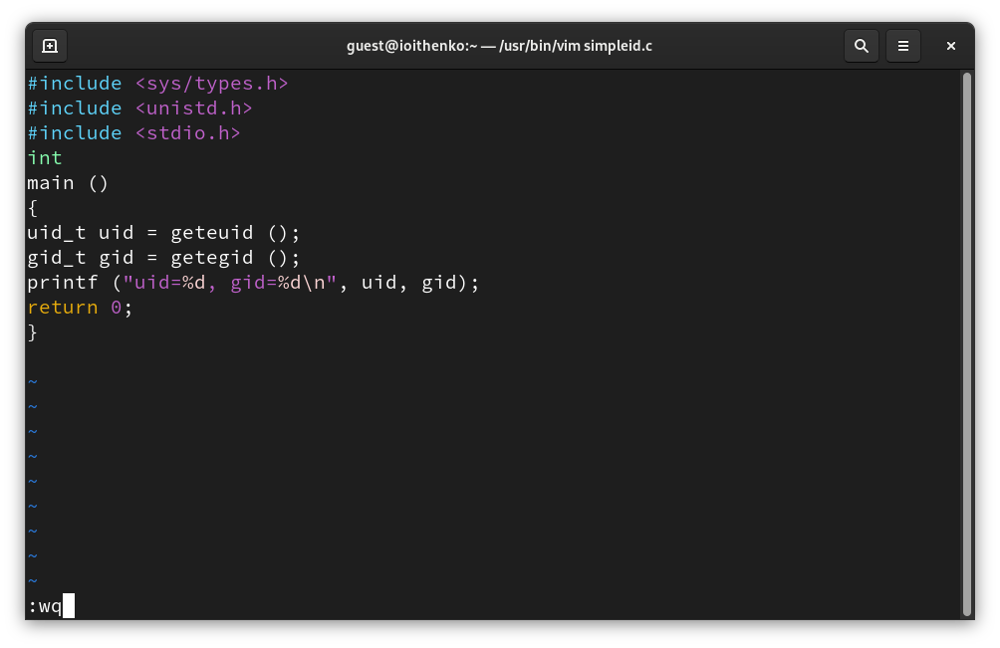 guest@ioithenko:~ — /usr/bin/vim simpleid.c
#include <sys/types.h>
#include <unistd.h>
#include <stdio.h>
int
main ()
{
uid_t uid = geteuid ();
gid_t gid = getegid ();
printf ("uid=%d, gid=%d\n", uid, gid);
return 0;
}
~
~
~
~
~
~
~
~
~
:wq